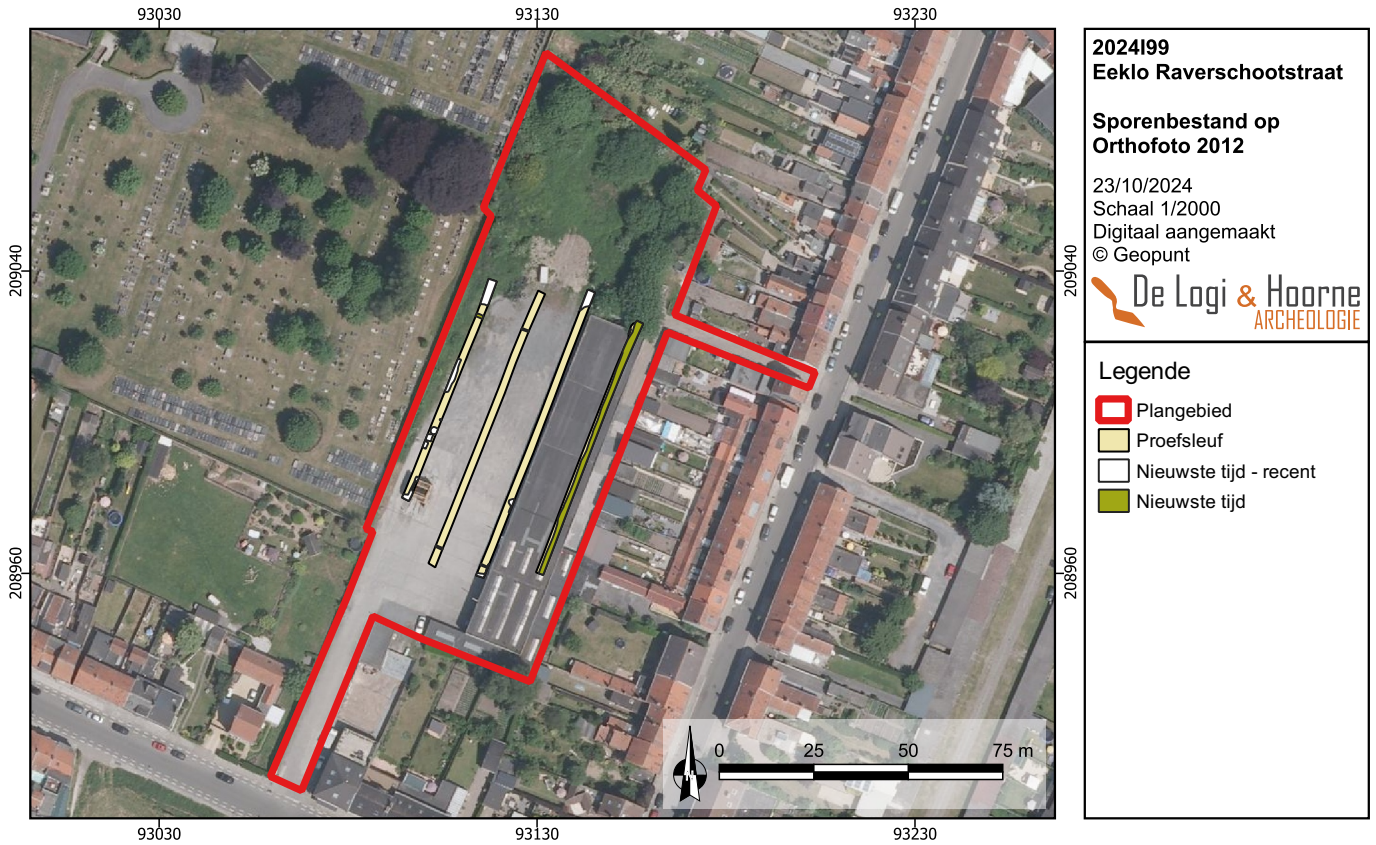 93030
93130
93230
209040
208960
209040
208960
93030
93130
93230
0 25 50 75 m
N
2024I99
Eeklo Raverschootstraat
Sporenbestand op
Orthofoto 2012
23/10/2024
Schaal 1/2000
Digitaal aangemaakt
© Geopunt
De Logi & Hoorne
ARCHEOLOGIE
Legende
Plangebied
Proefsleuf
Nieuwste tijd - recent
Nieuwste tijd